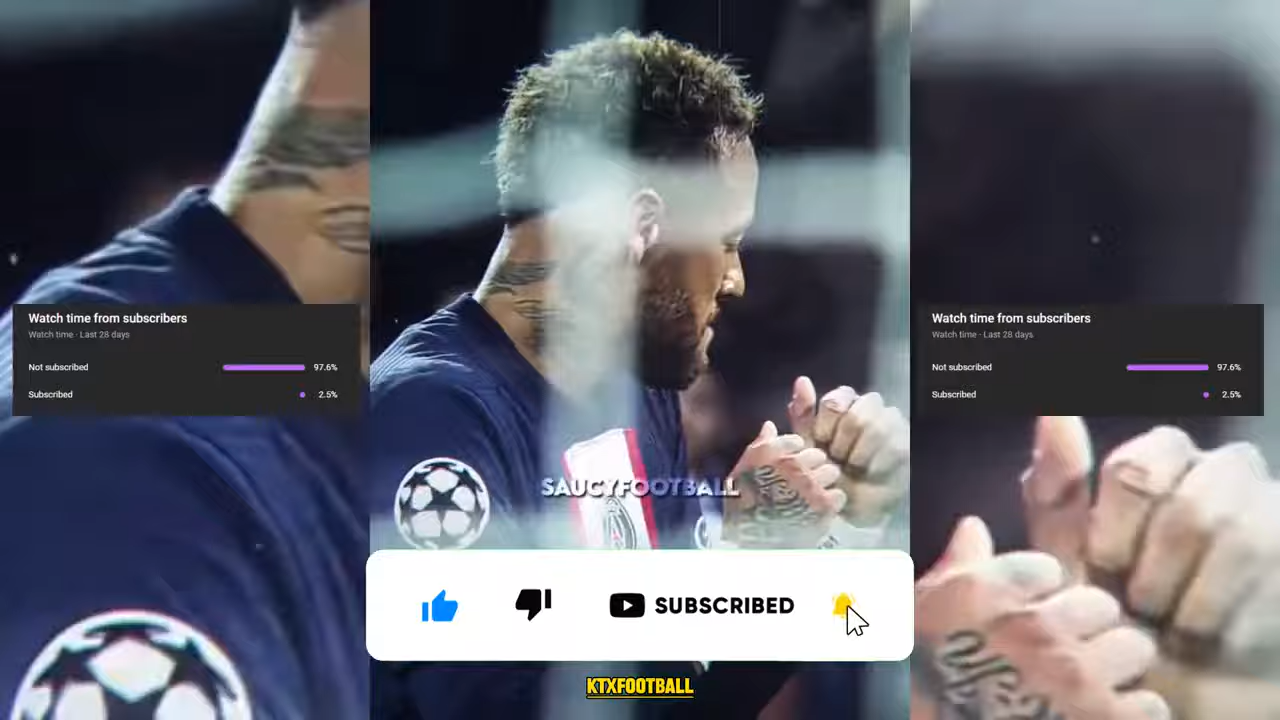 Watch time from subscribers
Watch time · Last 28 days
Not subscribed 97.6%
Subscribed 2.5%
Watch time from subscribers
Watch time · Last 28 days
Not subscribed 97.6%
Subscribed 2.5%
SAUCYFOOTBALL
SUBSCRIBED
KTXFOOTBALL